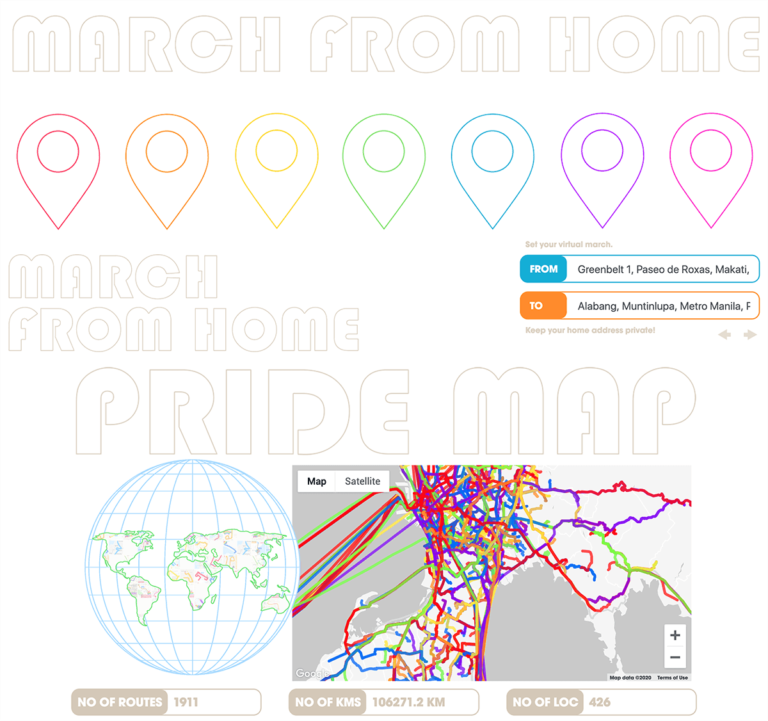 MARCH FROM HOME
Set your virtual march.
FROM Greenbelt 1, Paseo de Roxas, Makati,
TO Alabang, Muntinlupa, Metro Manila, F
Keep your home address private!
MARCH
FROM HOME
PRIDE MAP
Map Satellite
+
−
Google
Map data ©2020 Terms of Use
NO OF ROUTES 1911
NO OF KMS 106271.2 KM
NO OF LOC 426